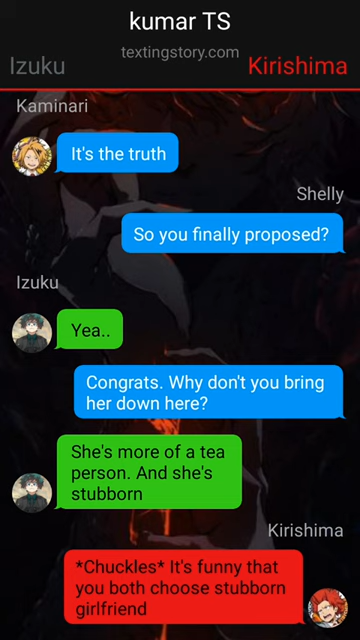 kumar TS
textingstory.com
Izuku
Kirishima
Kaminari
It's the truth
Shelly
So you finally proposed?
Izuku
Yea..
Congrats. Why don't you bring
her down here?
She's more of a tea
person. And she's
stubborn
Kirishima
*Chuckles* It's funny that
you both choose stubborn
girlfriend